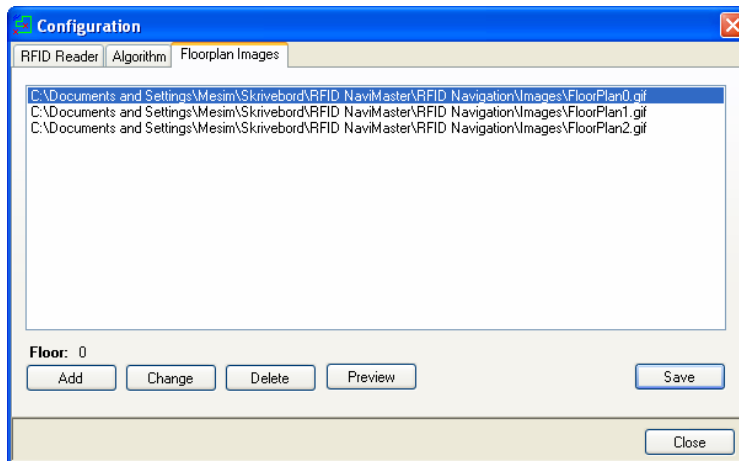 Configuration
RFID Reader Algorithm Floorplan Images
C:\Documents and Settings\Mesim\Skrivebord\RFID NaviMaster\RFID Navigation\Images\FloorPlan0.gif
C:\Documents and Settings\Mesim\Skrivebord\RFID NaviMaster\RFID Navigation\Images\FloorPlan1.gif
C:\Documents and Settings\Mesim\Skrivebord\RFID NaviMaster\RFID Navigation\Images\FloorPlan2.gif
Floor: 0
Add Change Delete Preview Save
Close